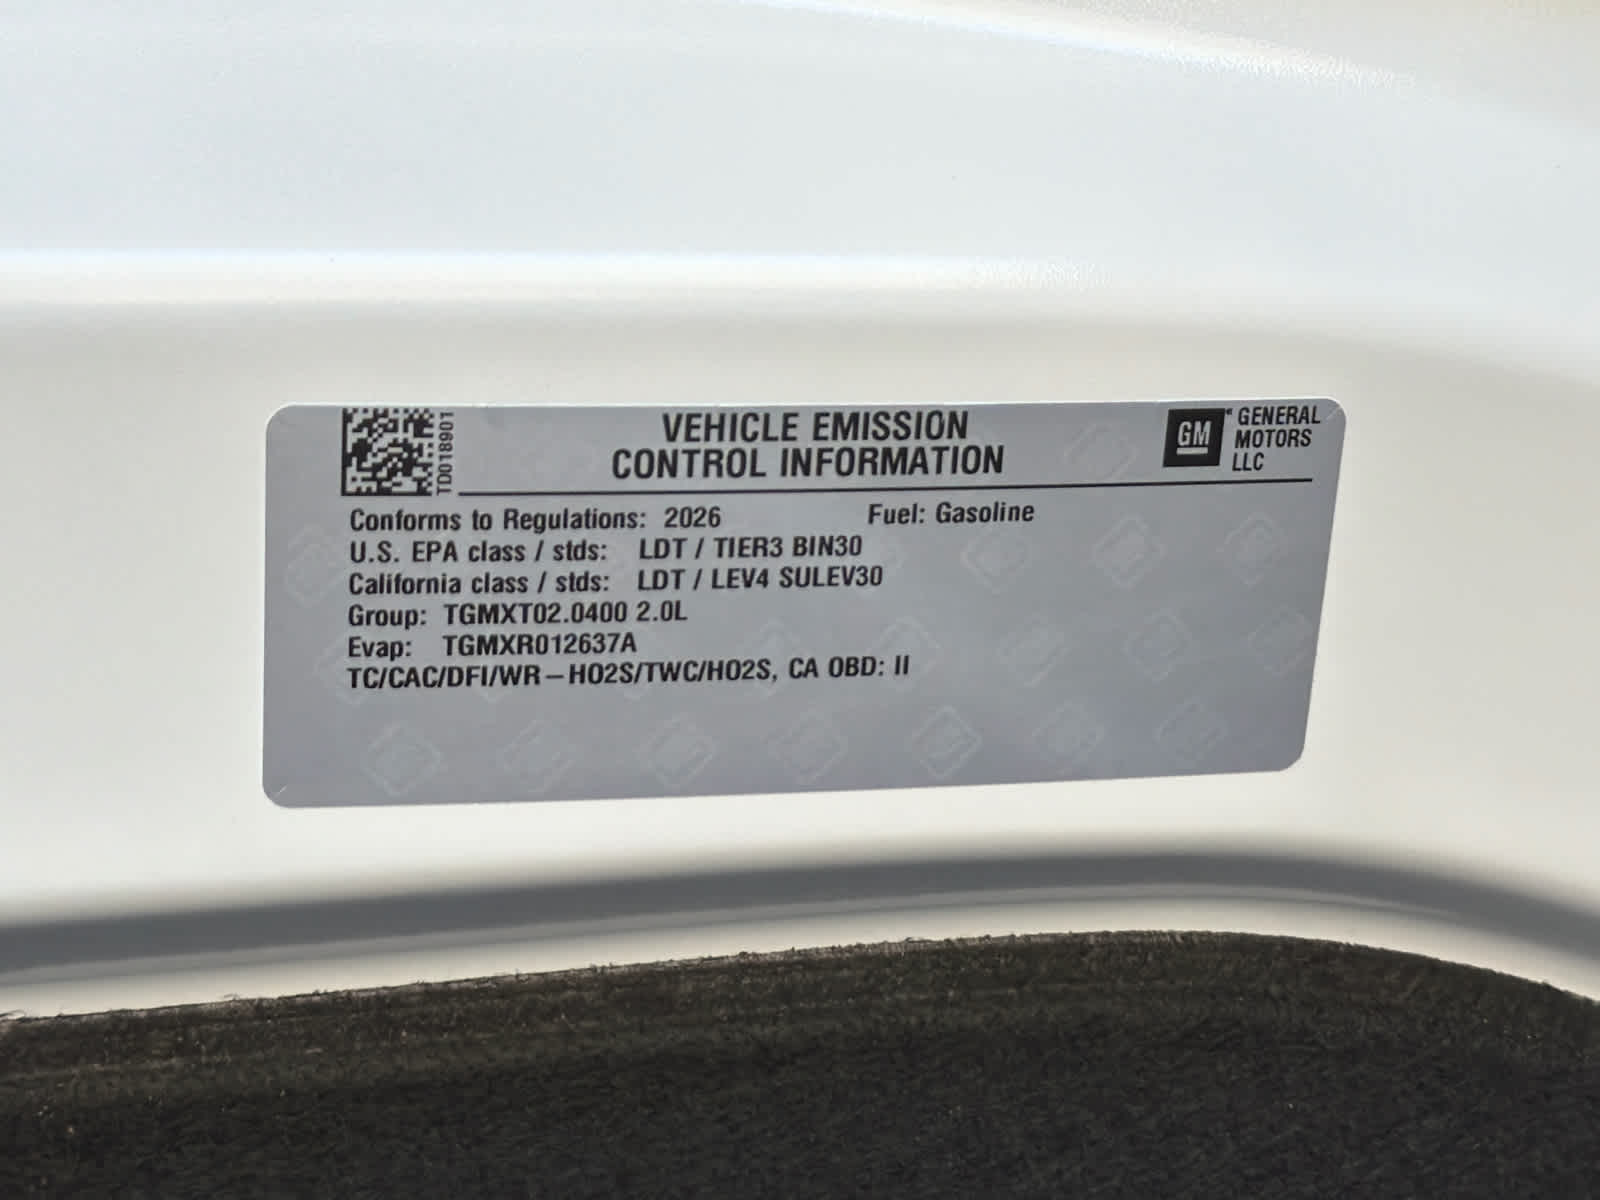 TD018901
VEHICLE EMISSION
CONTROL INFORMATION
GM
GENERAL
MOTORS
LLC
Conforms to Regulations: 2026 Fuel: Gasoline
U.S. EPA class / stds: LDT / TIER3 BIN30
California class / stds: LDT / LEV4 SULEV30
Group: TGMXT02.0400 2.0L
Evap: TGMXR012637A
TC/CAC/DFI/WR–HO2S/TWC/HO2S, CA OBD: II